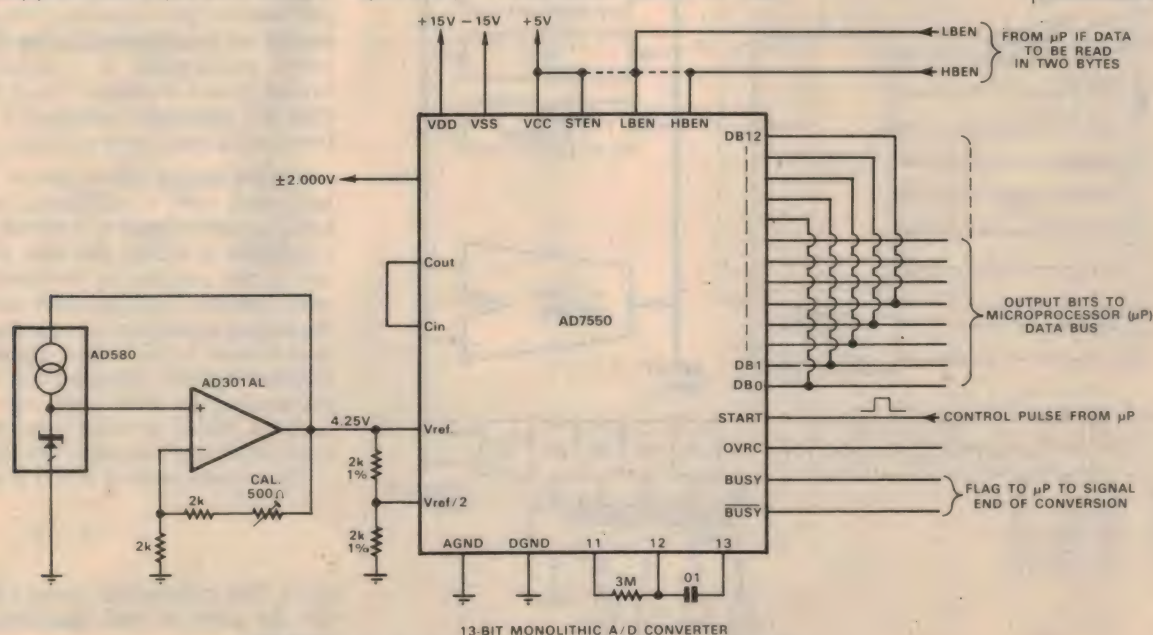 +15V -15V +5V
LBEN
HBEN
FROM µP IF DATA
TO BE READ
IN TWO BYTES
VDD VSS VCC STEN LBEN HBEN
±2.000V
Cout
Cin
AD7550
DB12
DB1
DB0
OUTPUT BITS TO
MICROPROCESSOR (µP)
DATA BUS
START
CONTROL PULSE FROM µP
OVRC
BUSY
BUSY
FLAG TO µP TO SIGNAL
END OF CONVERSION
AD580
AD301AL
+
-
4.25V
Vref.
2k
1%
Vref/2
2k
1%
CAL.
500Ω
2k
2k
AGND DGND 11 12 13
3M 01
13-BIT MONOLITHIC A/D CONVERTER